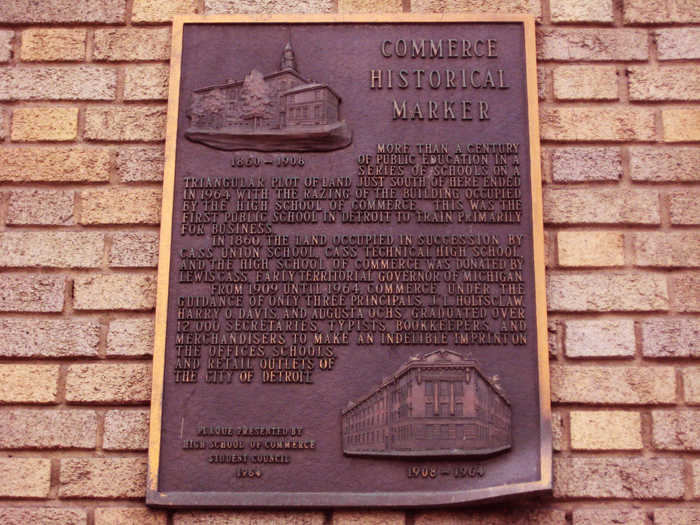 COMMERCE
HISTORICAL
MARKER
1860-1908
MORE THAN A CENTURY
OF PUBLIC EDUCATION IN A
SERIES OF SCHOOLS ON A
TRIANGULAR PLOT OF LAND JUST SOUTH OF HERE ENDED
IN 1964 WITH THE RAZING OF THE BUILDING OCCUPIED
BY THE HIGH SCHOOL OF COMMERCE. THIS WAS THE
FIRST PUBLIC SCHOOL IN DETROIT TO TRAIN PRIMARILY
FOR BUSINESS.
IN 1860, THE LAND OCCUPIED IN SUCCESSION BY
CASS UNION SCHOOL, CASS TECHNICAL HIGH SCHOOL,
AND THE HIGH SCHOOL OF COMMERCE WAS DONATED BY
LEWIS CASS, EARLY TERRITORIAL GOVERNOR OF MICHIGAN.
FROM 1909 UNTIL 1964, COMMERCE UNDER THE
GUIDANCE OF ONLY THREE PRINCIPALS, J.L. HOLTSCLAW,
HARRY Q. DAVIS, AND AUGUSTA OCHS, GRADUATED OVER
12,000 SECRETARIES, TYPISTS, BOOKKEEPERS, AND
MERCHANDISERS TO MAKE AN INDELIBLE IMPRINT ON
THE OFFICES, SCHOOLS,
AND RETAIL OUTLETS OF
THE CITY OF DETROIT.
PLAQUE PRESENTED BY
HIGH SCHOOL OF COMMERCE
STUDENT COUNCIL
1964
1908-1964